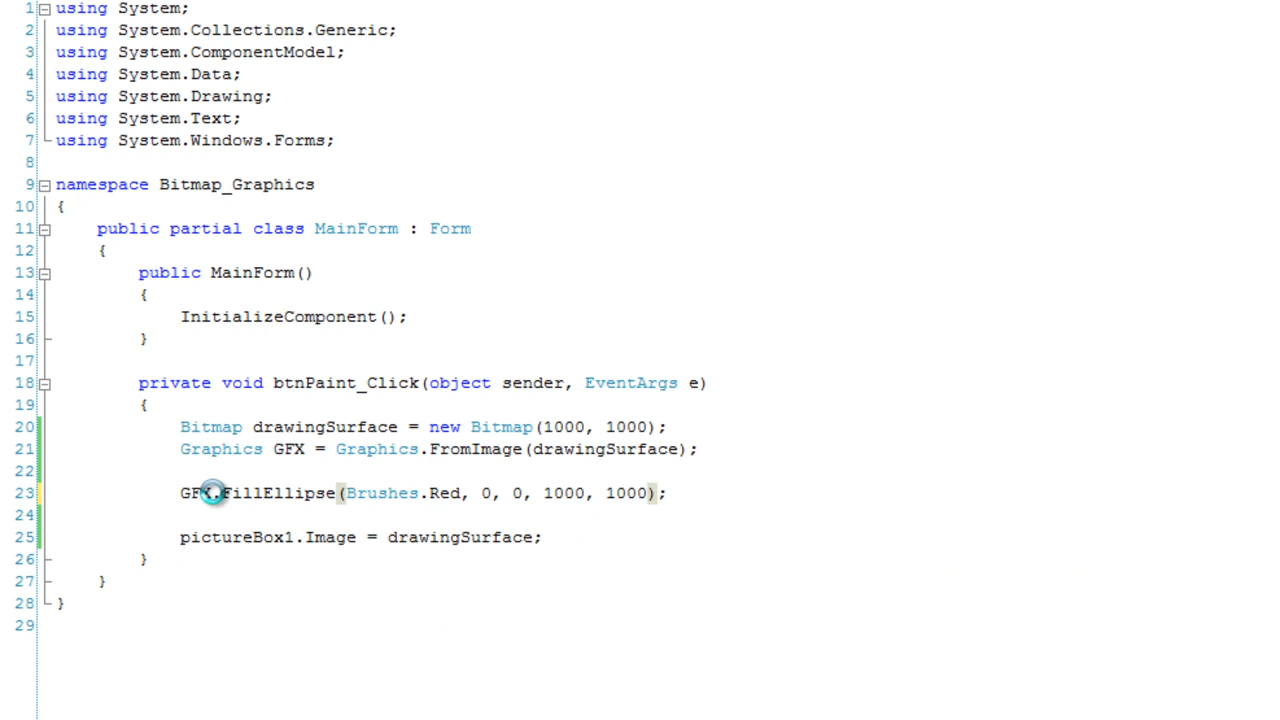 1 using System;
2 using System.Collections.Generic;
3 using System.ComponentModel;
4 using System.Data;
5 using System.Drawing;
6 using System.Text;
7 using System.Windows.Forms;
8
9 namespace Bitmap_Graphics
10 {
11     public partial class MainForm : Form
12     {
13         public MainForm()
14         {
15             InitializeComponent();
16         }
17
18         private void btnPaint_Click(object sender, EventArgs e)
19         {
20             Bitmap drawingSurface = new Bitmap(1000, 1000);
21             Graphics GFX = Graphics.FromImage(drawingSurface);
22
23             GFX.FillEllipse(Brushes.Red, 0, 0, 1000, 1000);
24
25             pictureBox1.Image = drawingSurface;
26         }
27     }
28 }
29